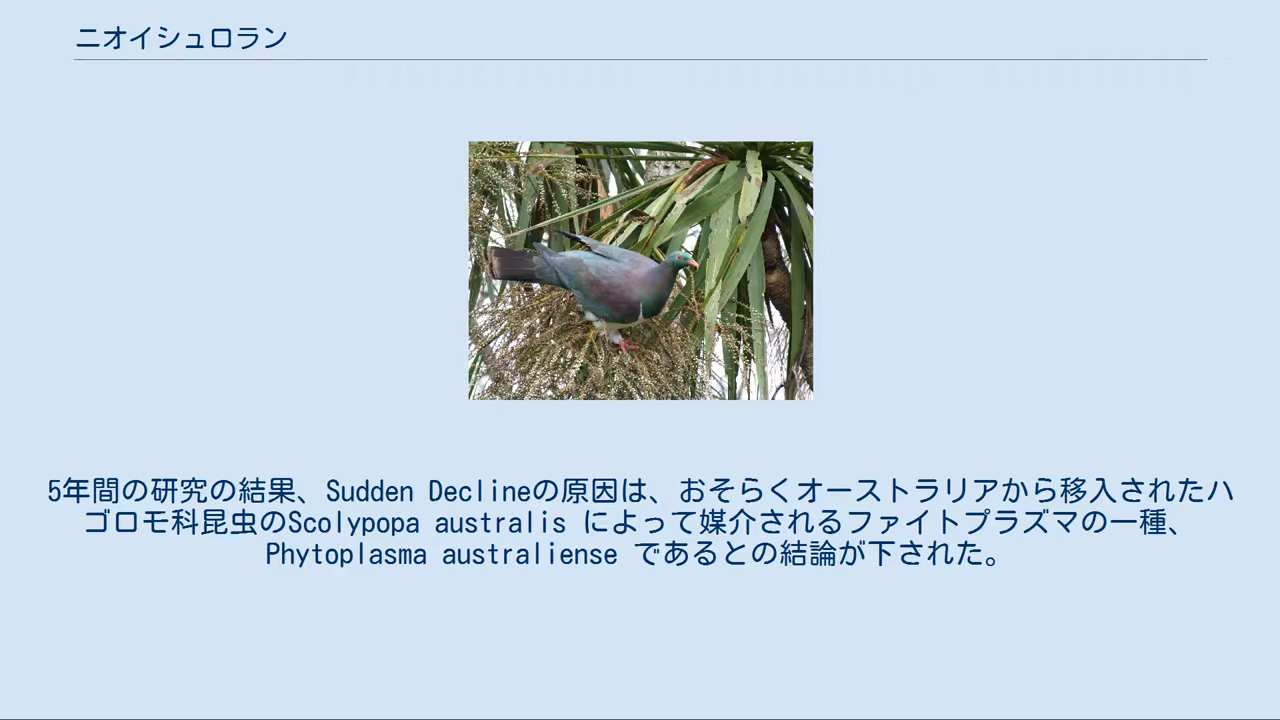 ニオイシュロラン
5年間の研究の結果、Sudden Declineの原因は、おそらくオーストラリアから移入されたハ
ゴロモ科昆虫のScolypopa australis によって媒介されるファイトプラズマの一種、
Phytoplasma australiense であるとの結論が下された。